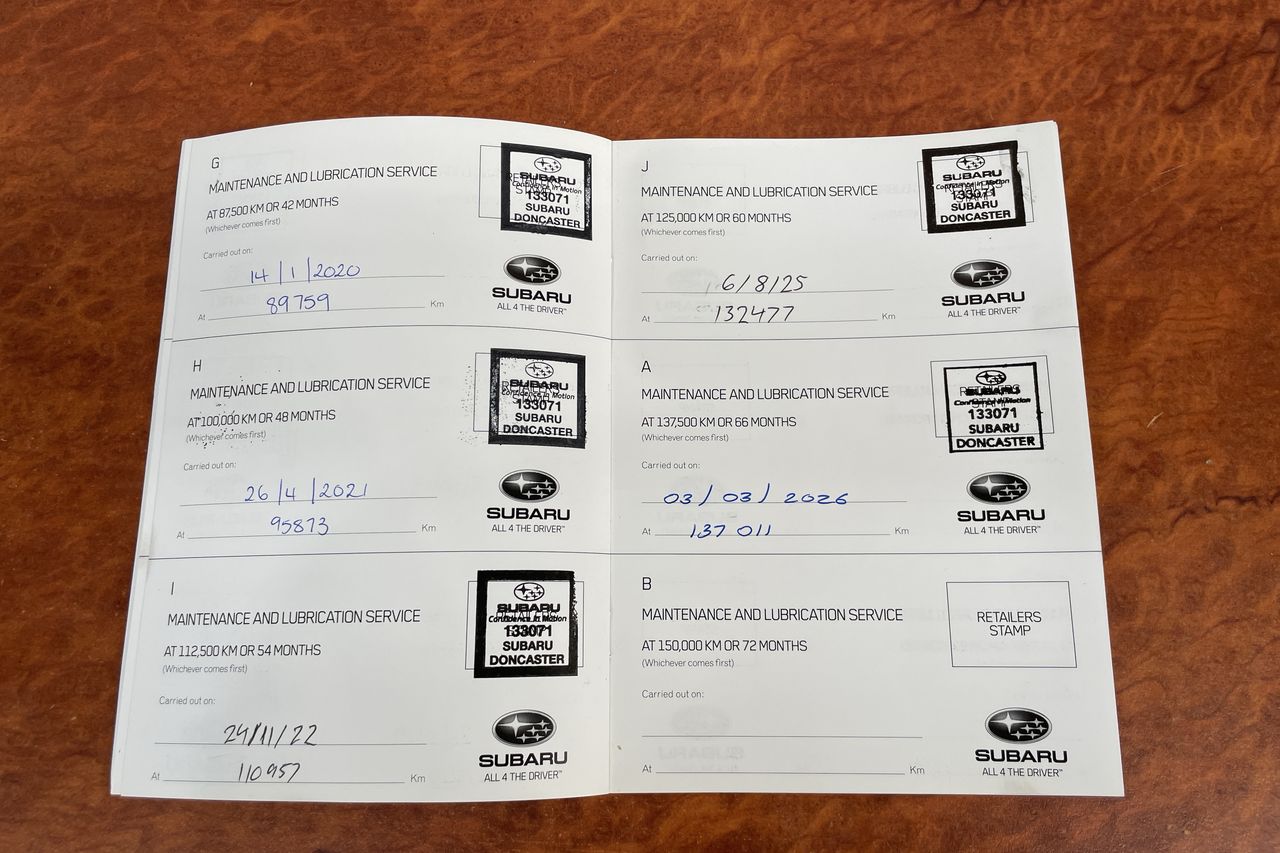 G
MAINTENANCE AND LUBRICATION SERVICE
AT 87,500 KM OR 42 MONTHS
(Whichever comes first)
Carried out on:
14/1/2020
At 89759 Km
SUBARU
Confidence in Motion
133071
SUBARU
DONCASTER
SUBARU
ALL 4 THE DRIVER™
H
MAINTENANCE AND LUBRICATION SERVICE
AT 100,000 KM OR 48 MONTHS
(Whichever comes first)
Carried out on:
26/4/2021
At 95873 Km
SUBARU
Confidence in Motion
133071
SUBARU
DONCASTER
SUBARU
ALL 4 THE DRIVER™
I
MAINTENANCE AND LUBRICATION SERVICE
AT 112,500 KM OR 54 MONTHS
(Whichever comes first)
Carried out on:
24/11/22
At 110957 Km
SUBARU
Confidence in Motion
133071
SUBARU
DONCASTER
SUBARU
ALL 4 THE DRIVER™
J
MAINTENANCE AND LUBRICATION SERVICE
AT 125,000 KM OR 60 MONTHS
(Whichever comes first)
Carried out on:
6/8/25
At 132477 Km
SUBARU
Confidence in Motion
133071
SUBARU
DONCASTER
SUBARU
ALL 4 THE DRIVER™
A
MAINTENANCE AND LUBRICATION SERVICE
AT 137,500 KM OR 66 MONTHS
(Whichever comes first)
Carried out on:
03/03/2026
At 137 011 Km
RETAILERS
STAMP
SUBARU
Confidence in Motion
133071
SUBARU
DONCASTER
SUBARU
ALL 4 THE DRIVER™
B
MAINTENANCE AND LUBRICATION SERVICE
AT 150,000 KM OR 72 MONTHS
(Whichever comes first)
Carried out on:
At Km
RETAILERS
STAMP
SUBARU
ALL 4 THE DRIVER™